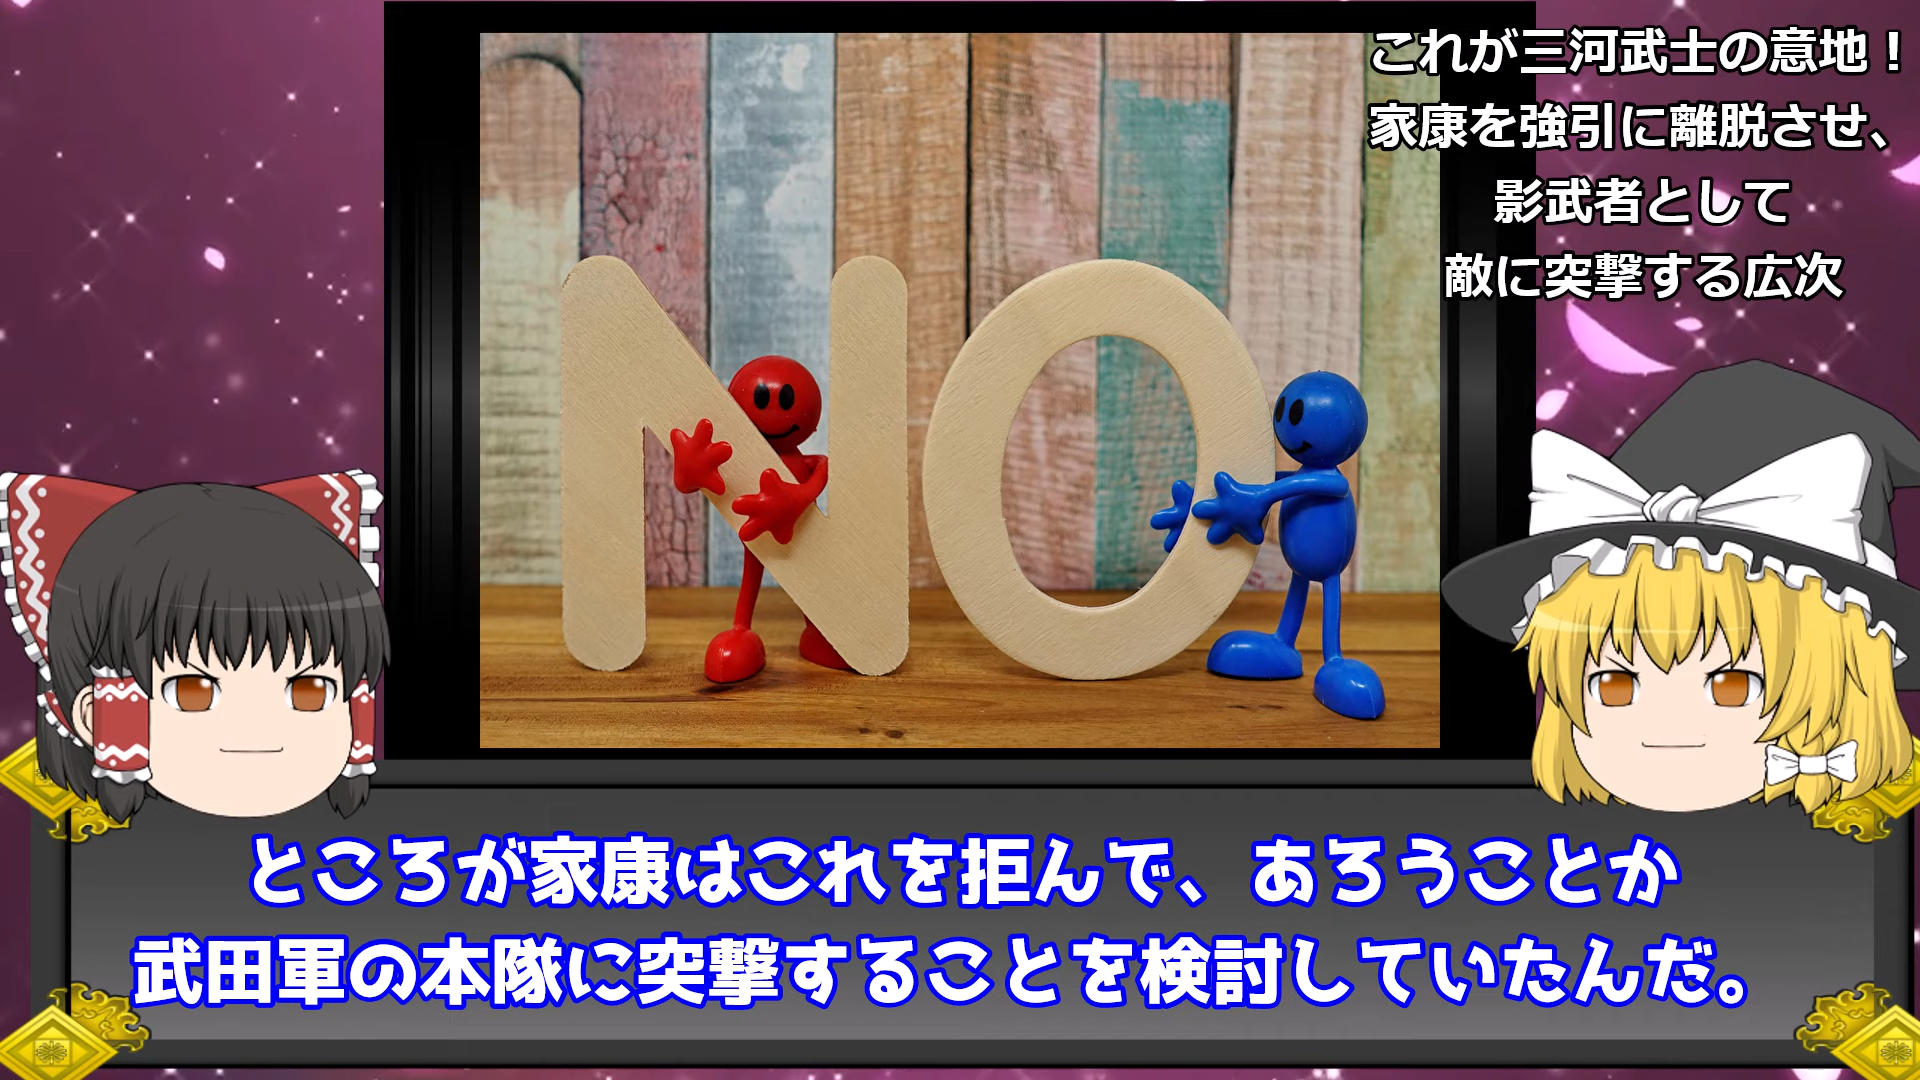 これが三河武士の意地！
家康を強引に離脱させ、
影武者として
敵に突撃する広次
NO
ところが家康はこれを拒んで、あろうことか
武田軍の本隊に突撃することを検討していたんだ。